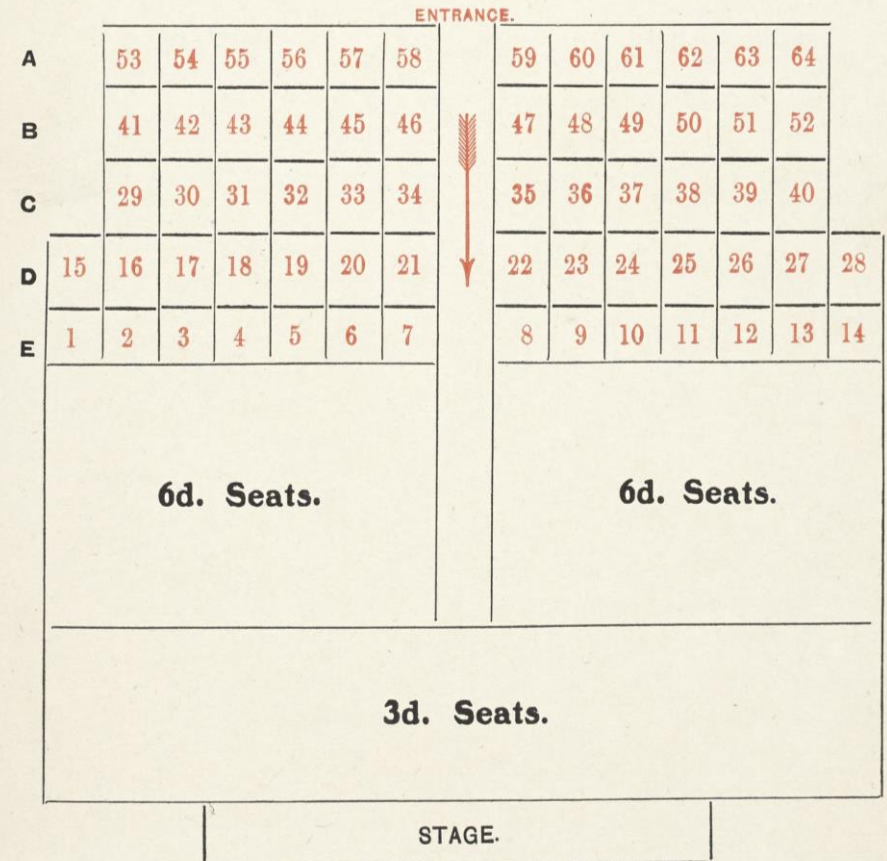 ENTRANCE.
A 53 54 55 56 57 58 59 60 61 62 63 64
B 41 42 43 44 45 46 47 48 49 50 51 52
C 29 30 31 32 33 34 35 36 37 38 39 40
D 15 16 17 18 19 20 21 22 23 24 25 26 27 28
E 1 2 3 4 5 6 7 8 9 10 11 12 13 14
6d. Seats. 6d. Seats.
3d. Seats.
STAGE.